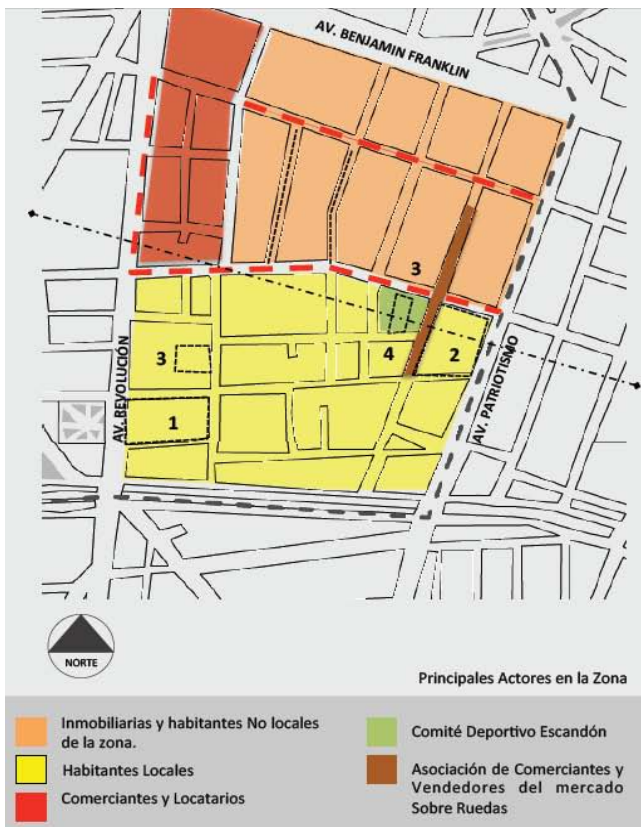 AV. BENJAMIN FRANKLIN
3
3
4
2
1
AV. REVOLUCIÓN
AV. PATRIOTISMO
NORTE
Principales Actores en la Zona
Inmobiliarias y habitantes No locales
de la zona.
Habitantes Locales
Comerciantes y Locatarios
Comité Deportivo Escandón
Asociación de Comerciantes y
Vendedores del mercado
Sobre Ruedas